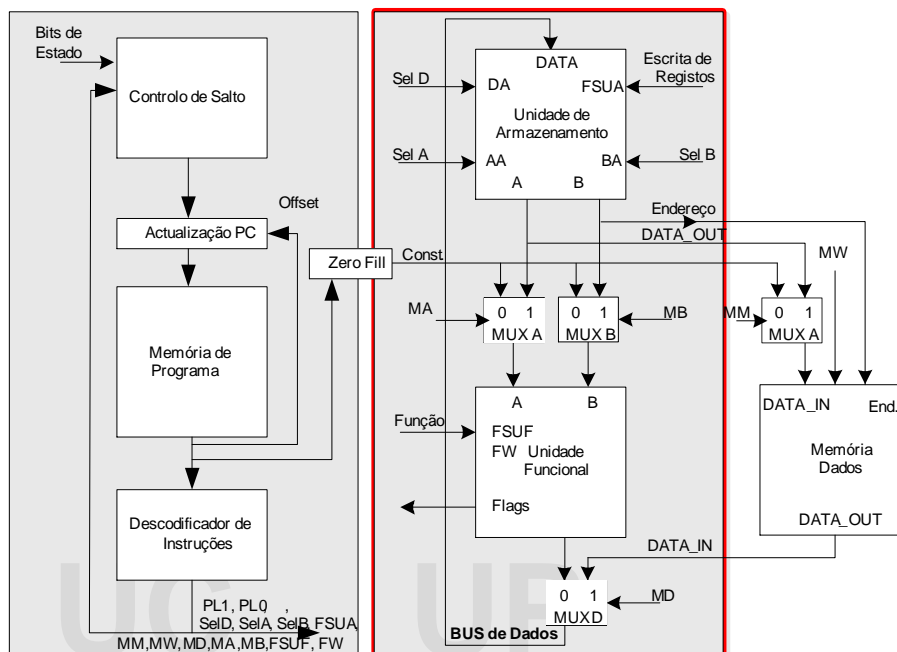 Bits de
Estado
Controlo de Salto
Offset
Actualização PC
Zero Fill
Memória de
Programa
Descodificador de
Instruções
UC
PL1, PL0 ,
SelD, SelA, SelB, FSUA,
MM,MW,MD,MA,MB,FSUF, FW
DATA
Sel D
DA
FSUA
Escrita de
Registos
Unidade de
Armazenamento
Sel A
AA
BA
Sel B
A
B
Endereço
DATA_OUT
Const.
MW
MA
0 1
MUX A
0 1
MUX B
MB
MM
0 1
MUX A
A
B
Função
FSUF
FW
Unidade
Funcional
Flags
DATA_IN
End.
Memória
Dados
DATA_OUT
DATA_IN
0 1
MUXD
MD
BUS de Dados
UP